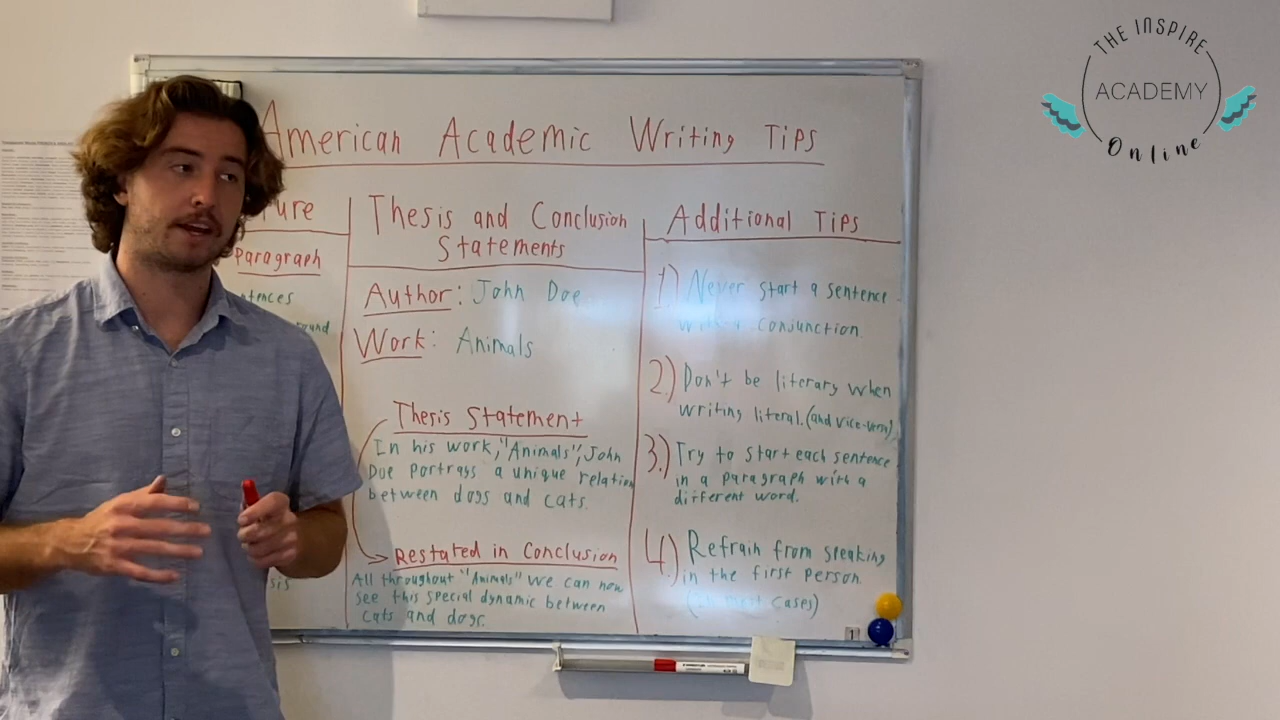 THE INSPIRE
ACADEMY
Online
American Academic Writing Tips
Paragraph
Thesis and Conclusion
Statements
Author: John Doe
Work: Animals
Thesis Statement
In his work, "Animals", John
Doe portrays a unique relation
between dogs and cats.
Restated in Conclusion
All throughout "Animals" we can now
see this special dynamic between
cats and dogs.
Additional Tips
1.) Never start a sentence
with a conjunction.
2.) Don't be literary when
writing literal. (and vice-versa)
3.) Try to start each sentence
in a paragraph with a
different word.
4.) Refrain from speaking
in the first person
(in most cases)
1